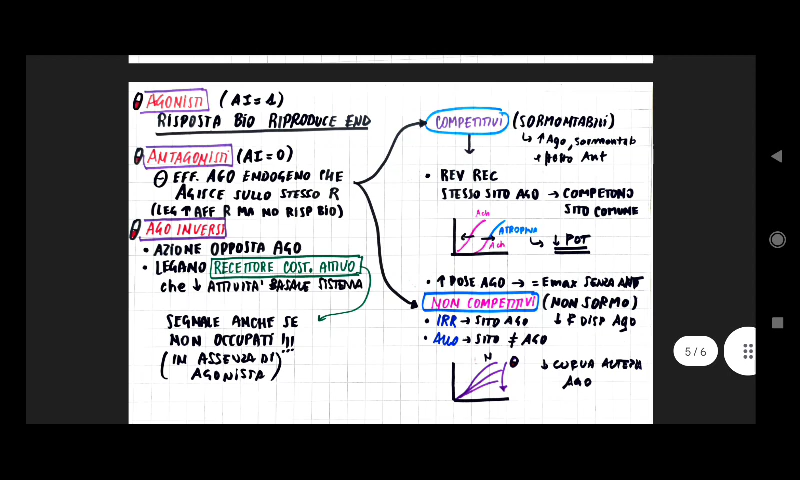 AGONISTI (AI=1)
RISPOSTA BIO RIPRODUCE END
ANTAGONISTI (AI=0)
⊖ EFF. AGO ENDOGENO CHE
AGISCE SULLO STESSO R
(LEG ↑ AFF R MA NO RISP BIO)
AGO INVERSI
• AZIONE OPPOSTA AGO
• LEGANO RECETTORE COST. ATTIVO
che ↓ ATTIVITA' BASALE SISTEMA
SEGNALE ANCHE SE
NON OCCUPATI !!!
(IN ASSENZA DI
AGONISTA)
COMPETITIVI (SORMONTABILI)
↳ ↑ Ago, sormontab
Ant
• REV REC
STESSO SITO AGO → COMPETONO
SITO COMUNE
Ach
ATROPINA
Ach
↳ ↓ POT
• ↑ DOSE AGO → = Emax SENZA ANT
NON COMPETITIVI (NON SORMO)
• IRR → SITO AGO ↓ # DISP AGO
• Allo → SITO ≠ AGO
N
⊖
↓ CURVA ALTEZZA
AGO
5/6